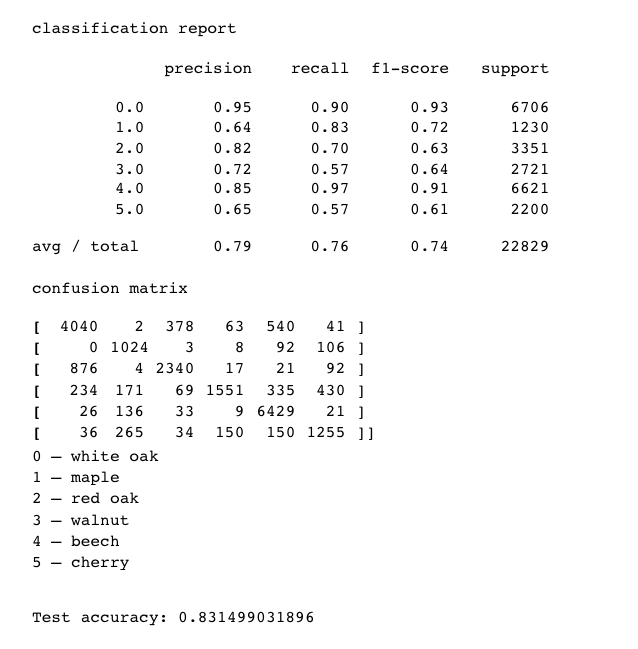 classification report
precision recall f1-score support
0.0 0.95 0.90 0.93 6706
1.0 0.64 0.83 0.72 1230
2.0 0.82 0.70 0.63 3351
3.0 0.72 0.57 0.64 2721
4.0 0.85 0.97 0.91 6621
5.0 0.65 0.57 0.61 2200
avg / total 0.79 0.76 0.74 22829
confusion matrix
[ 4040 2 378 63 540 41 ]
[ 0 1024 3 8 92 106 ]
[ 876 4 2340 17 21 92 ]
[ 234 171 69 1551 335 430 ]
[ 26 136 33 9 6429 21 ]
[ 36 265 34 150 150 1255 ]]
0 – white oak
1 – maple
2 – red oak
3 – walnut
4 – beech
5 – cherry
Test accuracy: 0.831499031896